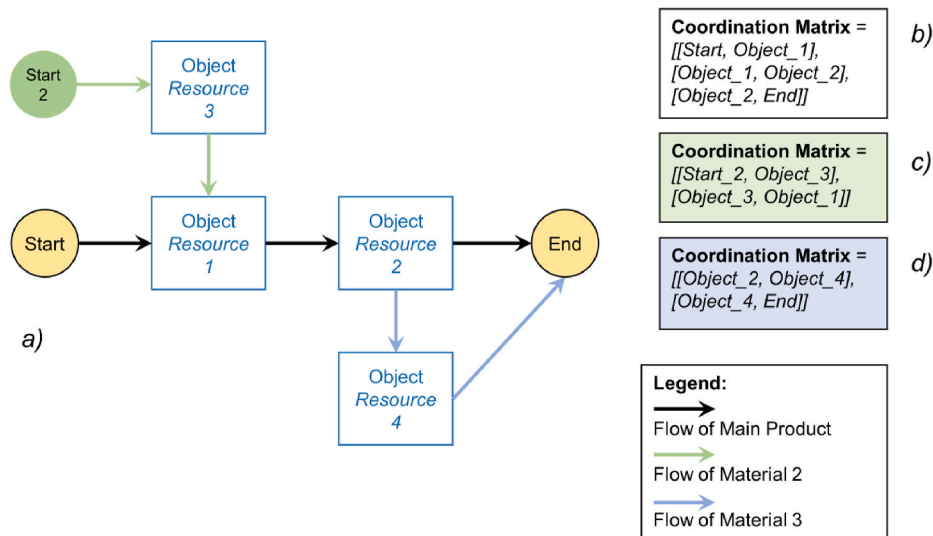 Start
2
Object
Resource
3
Start
Object
Resource
1
Object
Resource
2
End
Object
Resource
4
a)
Coordination Matrix =
[[Start, Object_1],
[Object_1, Object_2],
[Object_2, End]]
b)
Coordination Matrix =
[[Start_2, Object_3],
[Object_3, Object_1]]
c)
Coordination Matrix =
[[Object_2, Object_4],
[Object_4, End]]
d)
Legend:
Flow of Main Product
Flow of Material 2
Flow of Material 3